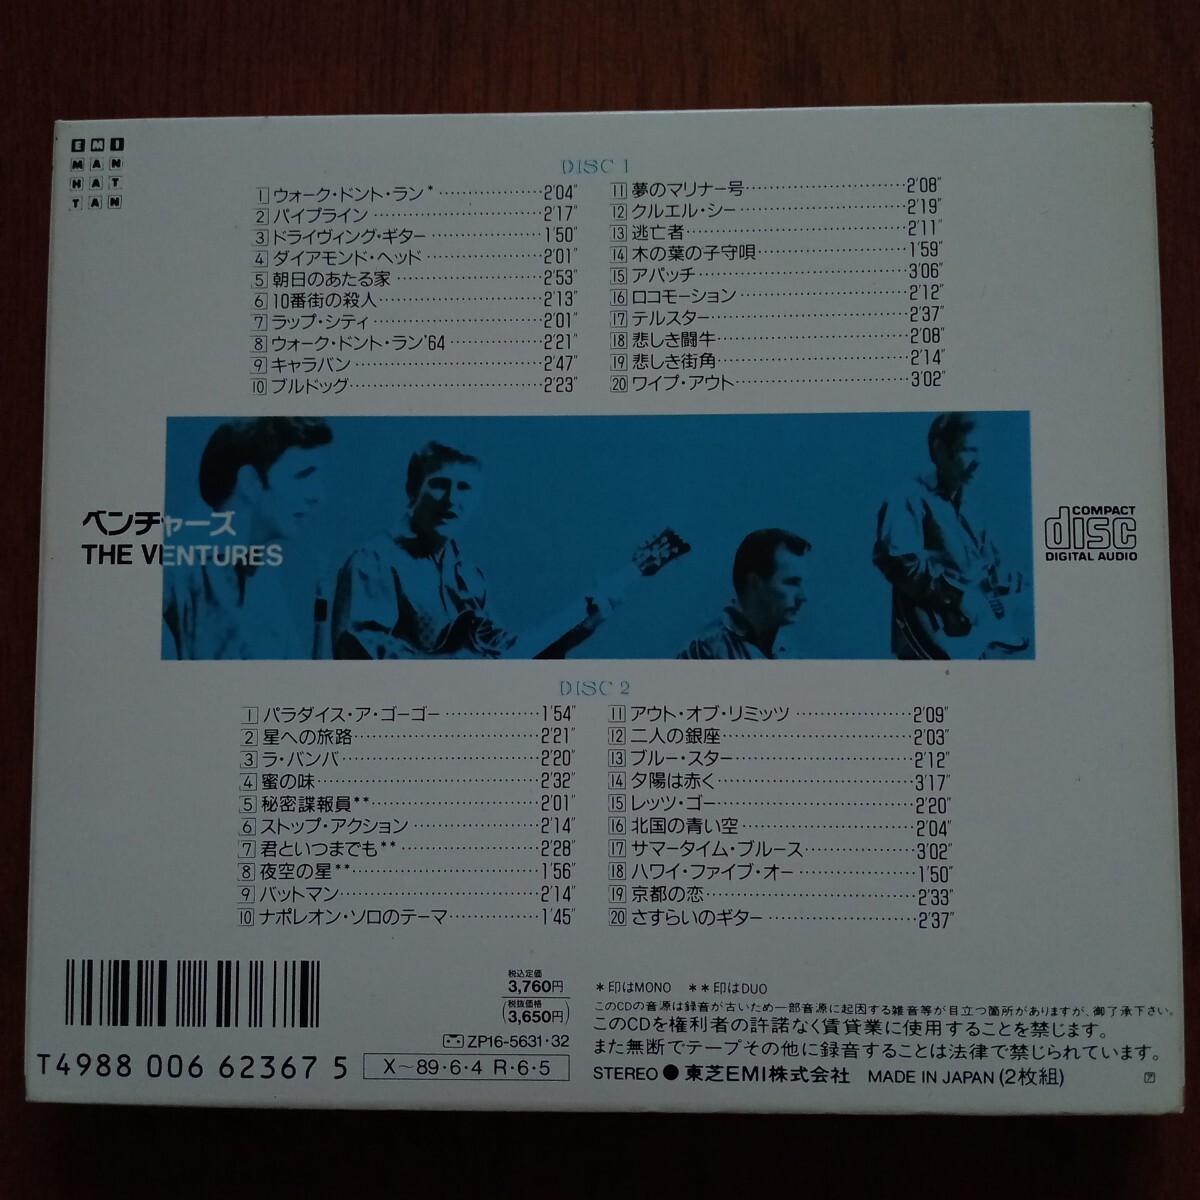 EMI
MAN
HAT
TAN
DISC 1
1 ウォーク・ドント・ラン* 2'04"
2 パイプライン 2'17"
3 ドライヴィング・ギター 1'50"
4 ダイアモンド・ヘッド 2'01"
5 朝日のあたる家 2'53"
6 10番街の殺人 2'13"
7 ラップ・シティ 2'01"
8 ウォーク・ドント・ラン'64 2'21"
9 キャラバン 2'47"
10 ブルドッグ 2'23"
11 夢のマリナー号 2'08"
12 クルエル・シー 2'19"
13 逃亡者 2'11"
14 木の葉の子守唄 1'59"
15 アパッチ 3'06"
16 ロコモーション 2'12"
17 テルスター 2'37"
18 悲しき闘牛 2'08"
19 悲しき街角 2'14"
20 ワイプ・アウト 3'02"
ベンチャーズ
THE VENTURES
COMPACT
disc
DIGITAL AUDIO
DISC 2
1 パラダイス・ア・ゴーゴー 1'54"
2 星への旅路 2'21"
3 ラ・バンバ 2'20"
4 蜜の味 2'32"
5 秘密諜報員** 2'01"
6 ストップ・アクション 2'14"
7 君といつまでも** 2'28"
8 夜空の星** 1'56"
9 バットマン 2'14"
10 ナポレオン・ソロのテーマ 1'45"
11 アウト・オブ・リミッツ 2'09"
12 二人の銀座 2'03"
13 ブルー・スター 2'12"
14 夕陽は赤く 3'17"
15 レッツ・ゴー 2'20"
16 北国の青い空 2'04"
17 サマータイム・ブルース 3'02"
18 ハワイ・ファイブ・オー 1'50"
19 京都の恋 2'33"
20 さすらいのギター 2'37"
税込定価
3,760円
(税抜価格
3,650円)
ZP16-5631・32
T4988 006 62367 5
X〜89・6・4 R・6・5
*印はMONO **印はDUO
このCDの音源は録音が古いため一部音源に起因する雑音等が目立つ箇所がありますが、御了承下さい。
このCDを権利者の許諾なく賃貸業に使用することを禁じます。
また無断でテープその他に録音することは法律で禁じられています。
STEREO ● 東芝EMI株式会社 MADE IN JAPAN (2枚組) ア